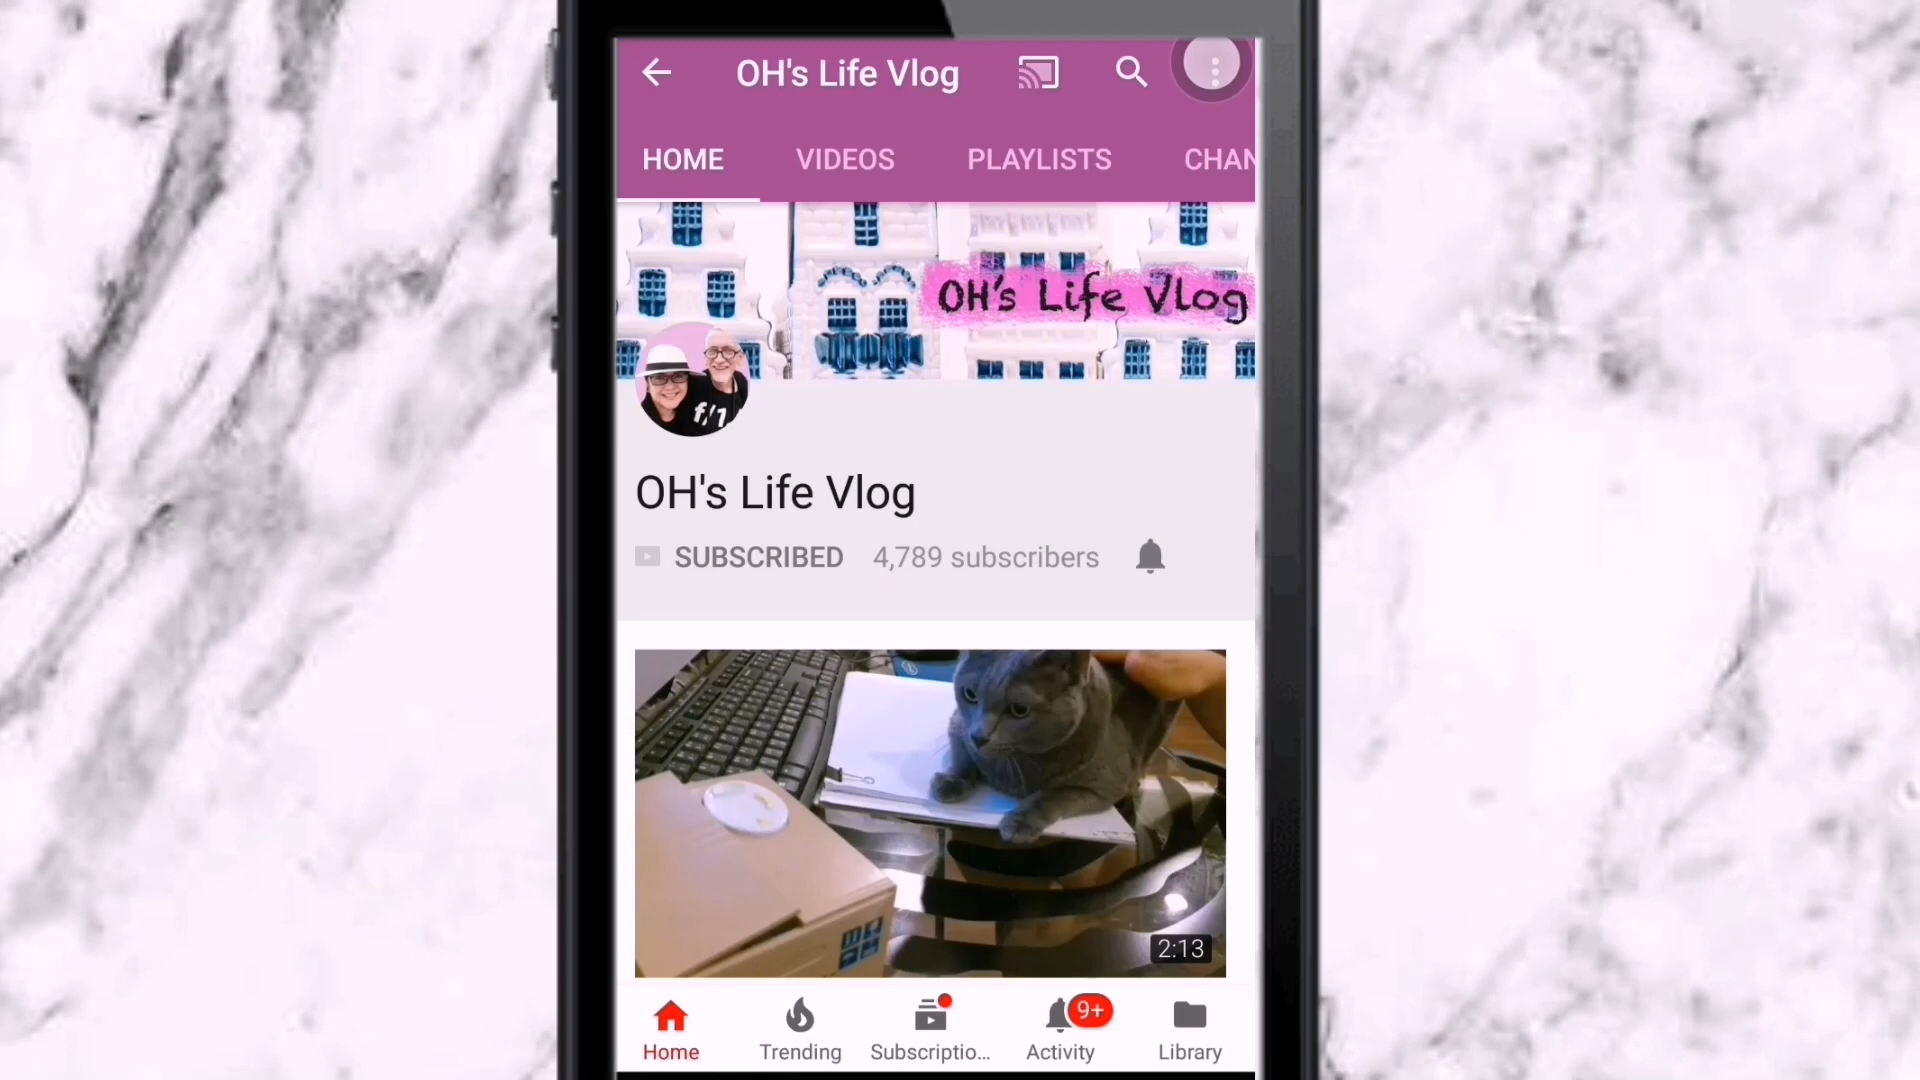 OH's Life Vlog
HOME VIDEOS PLAYLISTS CHAN
OH's Life Vlog
OH's Life Vlog
SUBSCRIBED 4,789 subscribers
2:13
9+
Home Trending Subscriptio... Activity Library